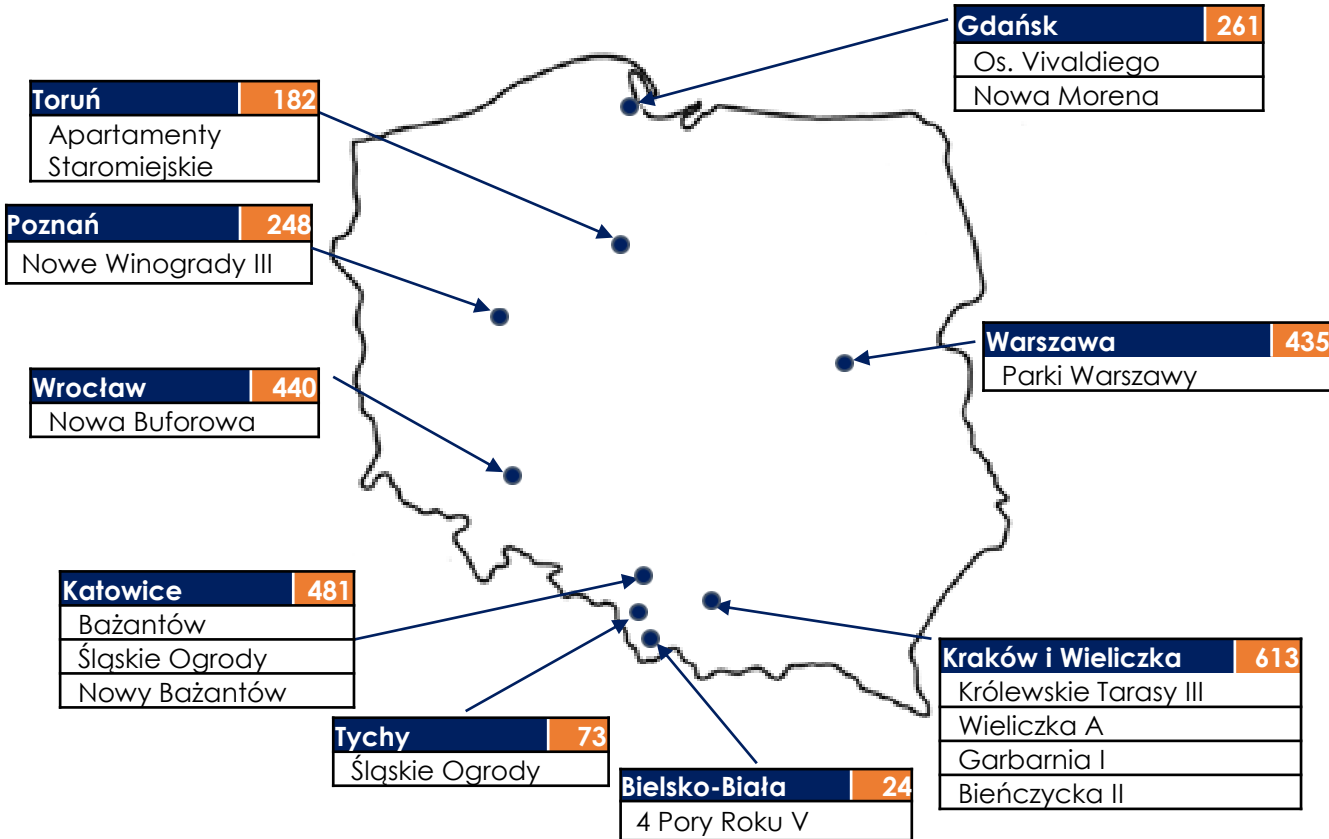 Gdańsk 261
Os. Vivaldiego
Nowa Morena
Toruń 182
Apartamenty
Staromiejskie
Poznań 248
Nowe Winogrady III
Warszawa 435
Parki Warszawy
Wrocław 440
Nowa Buforowa
Katowice 481
Bażantów
Śląskie Ogrody
Nowy Bażantów
Kraków i Wieliczka 613
Królewskie Tarasy III
Wieliczka A
Garbarnia I
Bieńczycka II
Tychy 73
Śląskie Ogrody
Bielsko-Biała 24
4 Pory Roku V